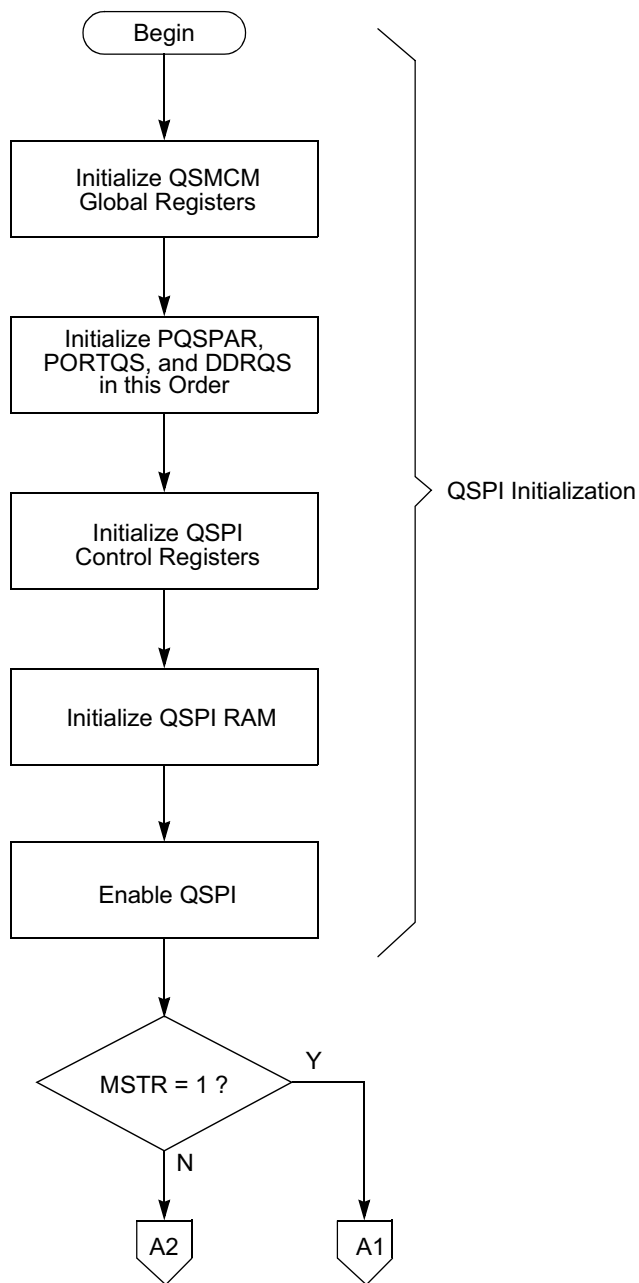 Begin
Initialize QSMCM
Global Registers
Initialize PQSPAR,
PORTQS, and DDRQS
in this Order
Initialize QSPI
Control Registers
QSPI Initialization
Initialize QSPI RAM
Enable QSPI
MSTR = 1 ?
Y
N
A2
A1